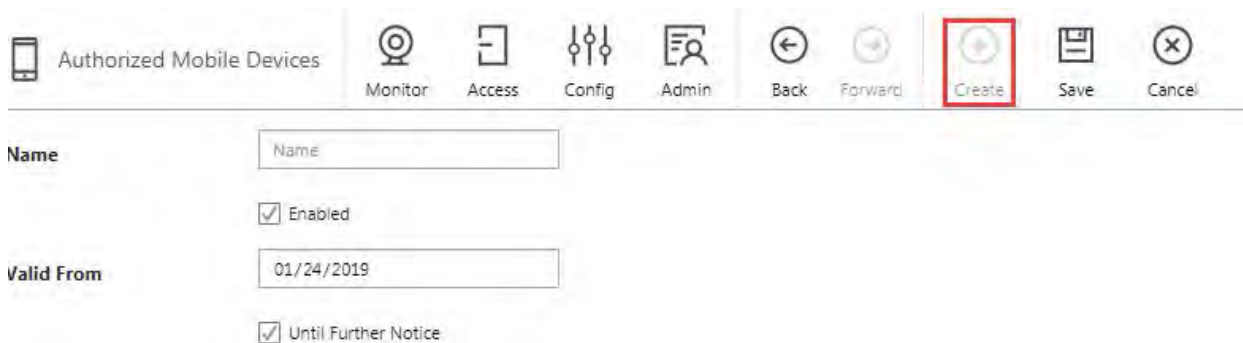 Authorized Mobile Devices
Monitor Access Config Admin Back Forward Create Save Cancel
Name Name
Enabled
Valid From 01/24/2019
Until Further Notice